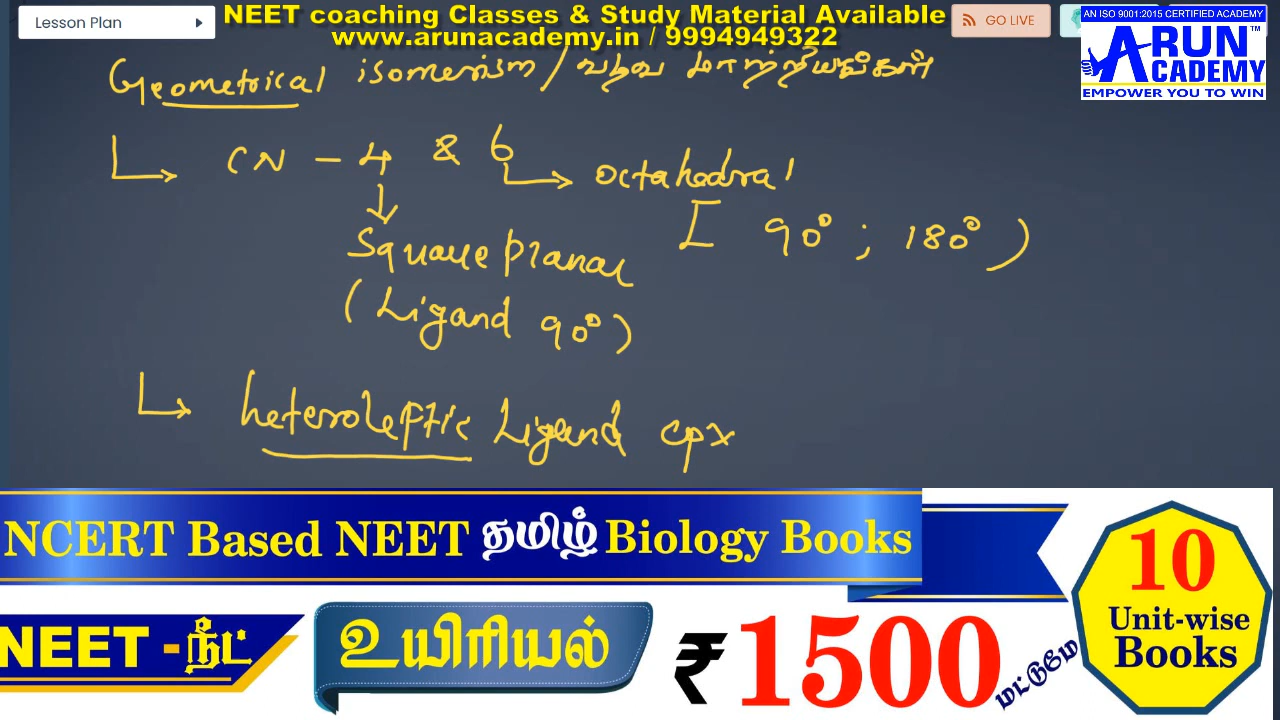 Lesson Plan
NEET coaching Classes & Study Material Available
www.arunacademy.in / 9994949322
GO LIVE
AN ISO 9001:2015 CERTIFIED ACADEMY
ARUN™
ACADEMY
EMPOWER YOU TO WIN
Geometrical isomerism / வடிவ மாற்றியங்கள்
CN - 4 & 6
octahedral
[ 90° ; 180° )
Square planar
(Ligand 90°)
heteroleptic Ligand cpx
NCERT Based NEET தமிழ் Biology Books
NEET - நீட்
உயிரியல்
₹ 1500
மட்டுமே
10
Unit-wise
Books